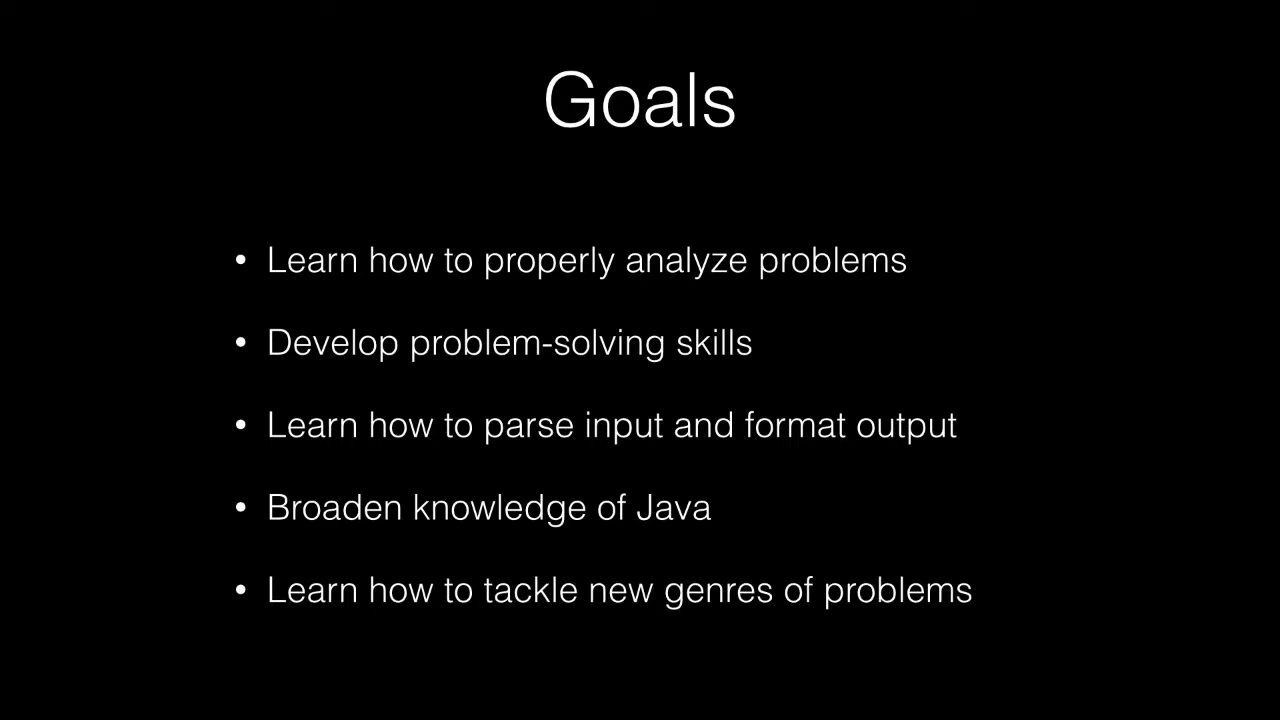 Goals
• Learn how to properly analyze problems
• Develop problem-solving skills
• Learn how to parse input and format output
• Broaden knowledge of Java
• Learn how to tackle new genres of problems